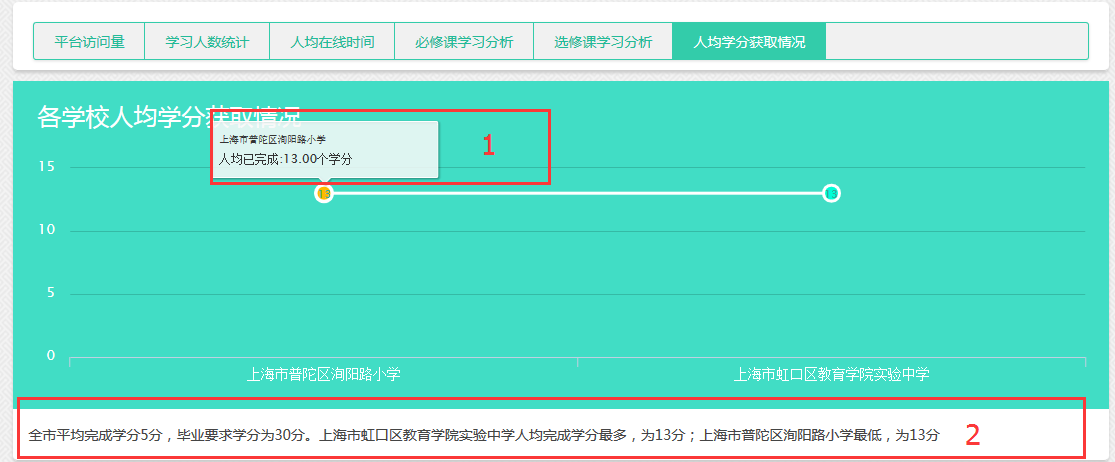 平台访问量 学习人数统计 人均在线时间 必修课学习分析 选修课学习分析 人均学分获取情况
各学校人均学分获取情况
上海市普陀区洵阳路小学
人均已完成:13.00个学分
1
15
13 13
10
5
0
上海市普陀区洵阳路小学 上海市虹口区教育学院实验中学
全市平均完成学分5分，毕业要求学分为30分。上海市虹口区教育学院实验中学人均完成学分最多，为13分；上海市普陀区洵阳路小学最低，为13分
2